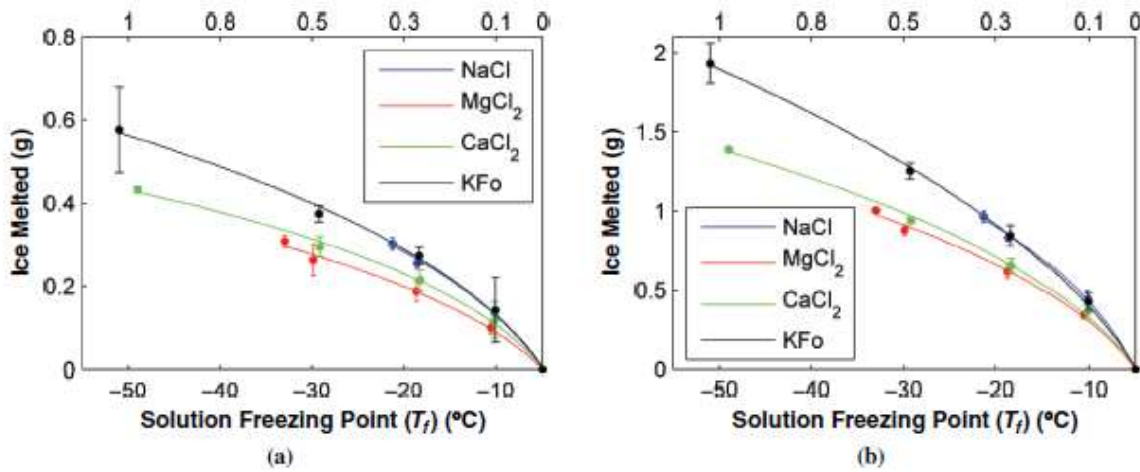 1 0.8 0.5 0.3 0.1 0
0.8
0.6
0.4
0.2
0
Ice Melted (g)
NaCl
MgCl2
CaCl2
KFo
–50 –40 –30 –20 –10
Solution Freezing Point (Tf) (ºC)
(a)
1 0.8 0.5 0.3 0.1 0
2
1.5
1
0.5
0
Ice Melted (g)
NaCl
MgCl2
CaCl2
KFo
–50 –40 –30 –20 –10
Solution Freezing Point (Tf) (ºC)
(b)